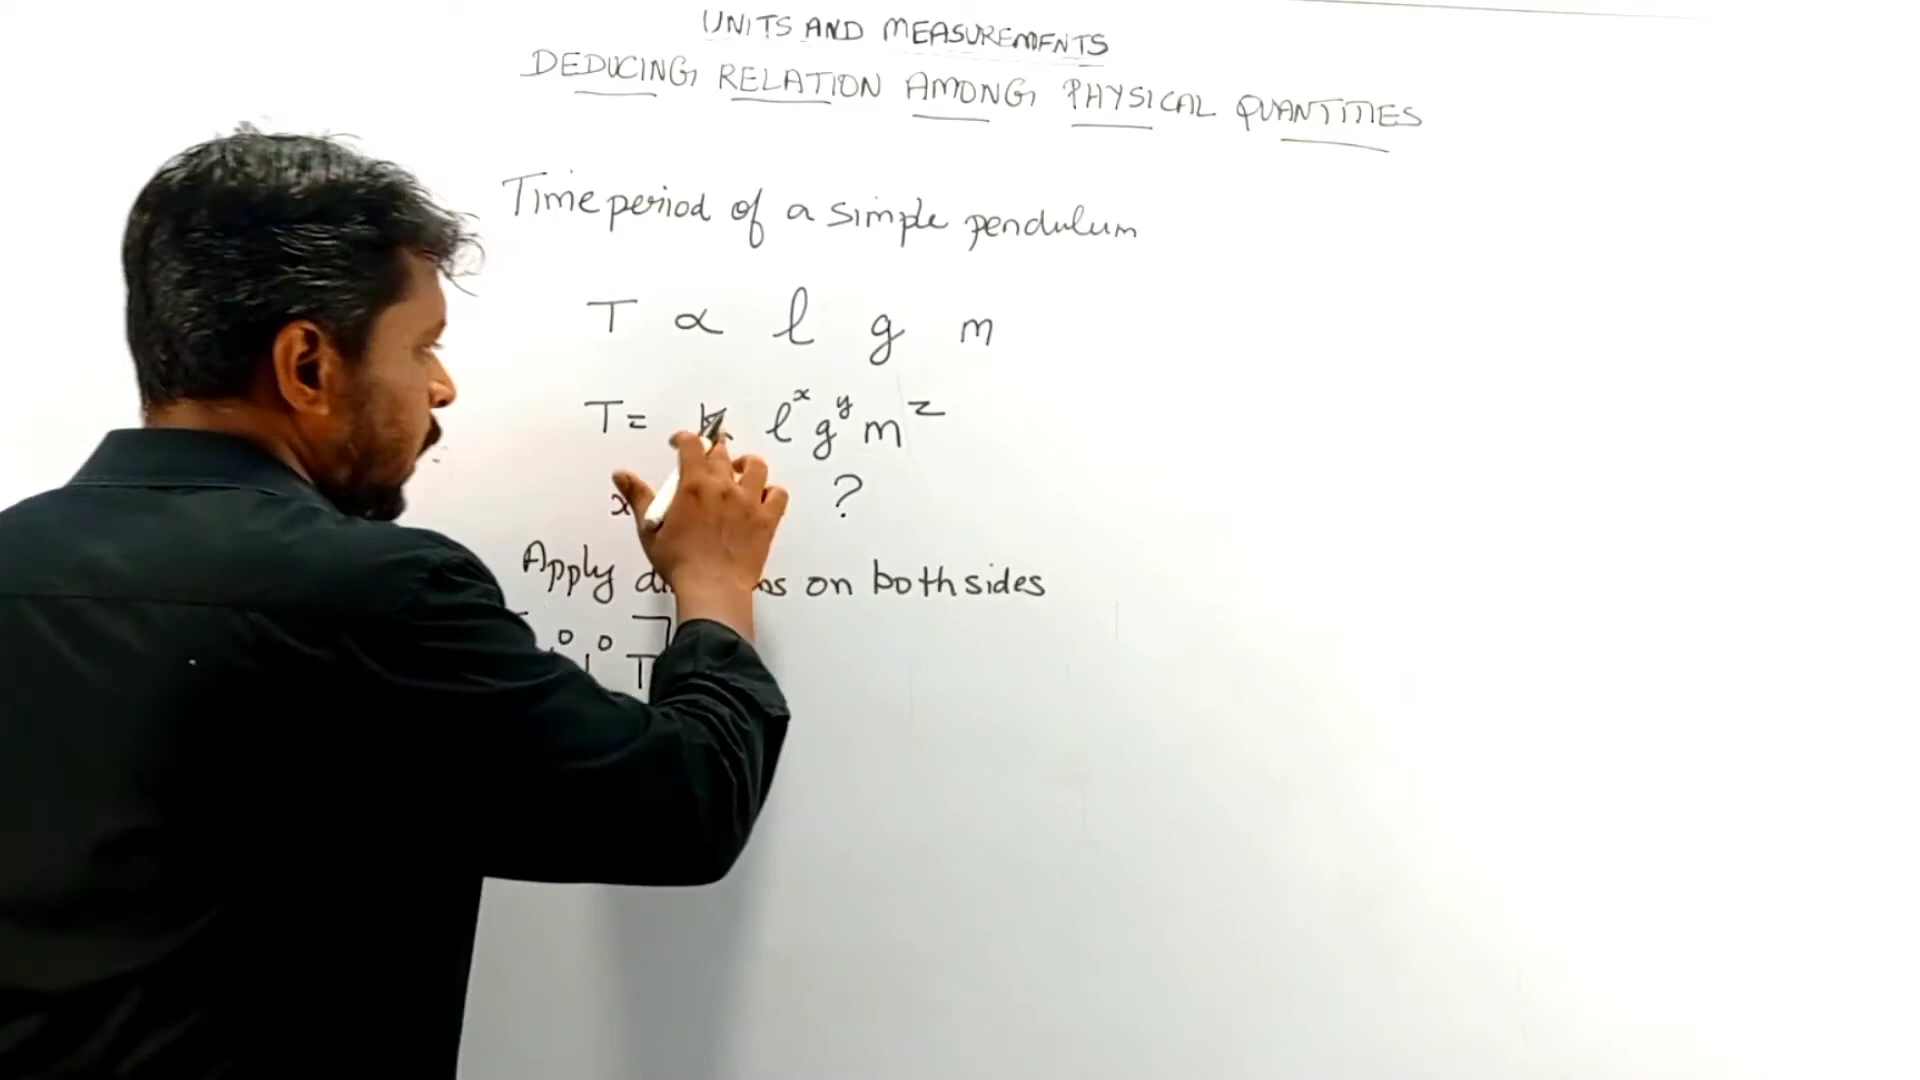 UNITS AND MEASUREMENTS
DEDUCING RELATION AMONG PHYSICAL QUANTITIES
Time period of a simple pendulum
T ∝ l g m
T = k l^x g^y m^z
x ?
Apply on both sides